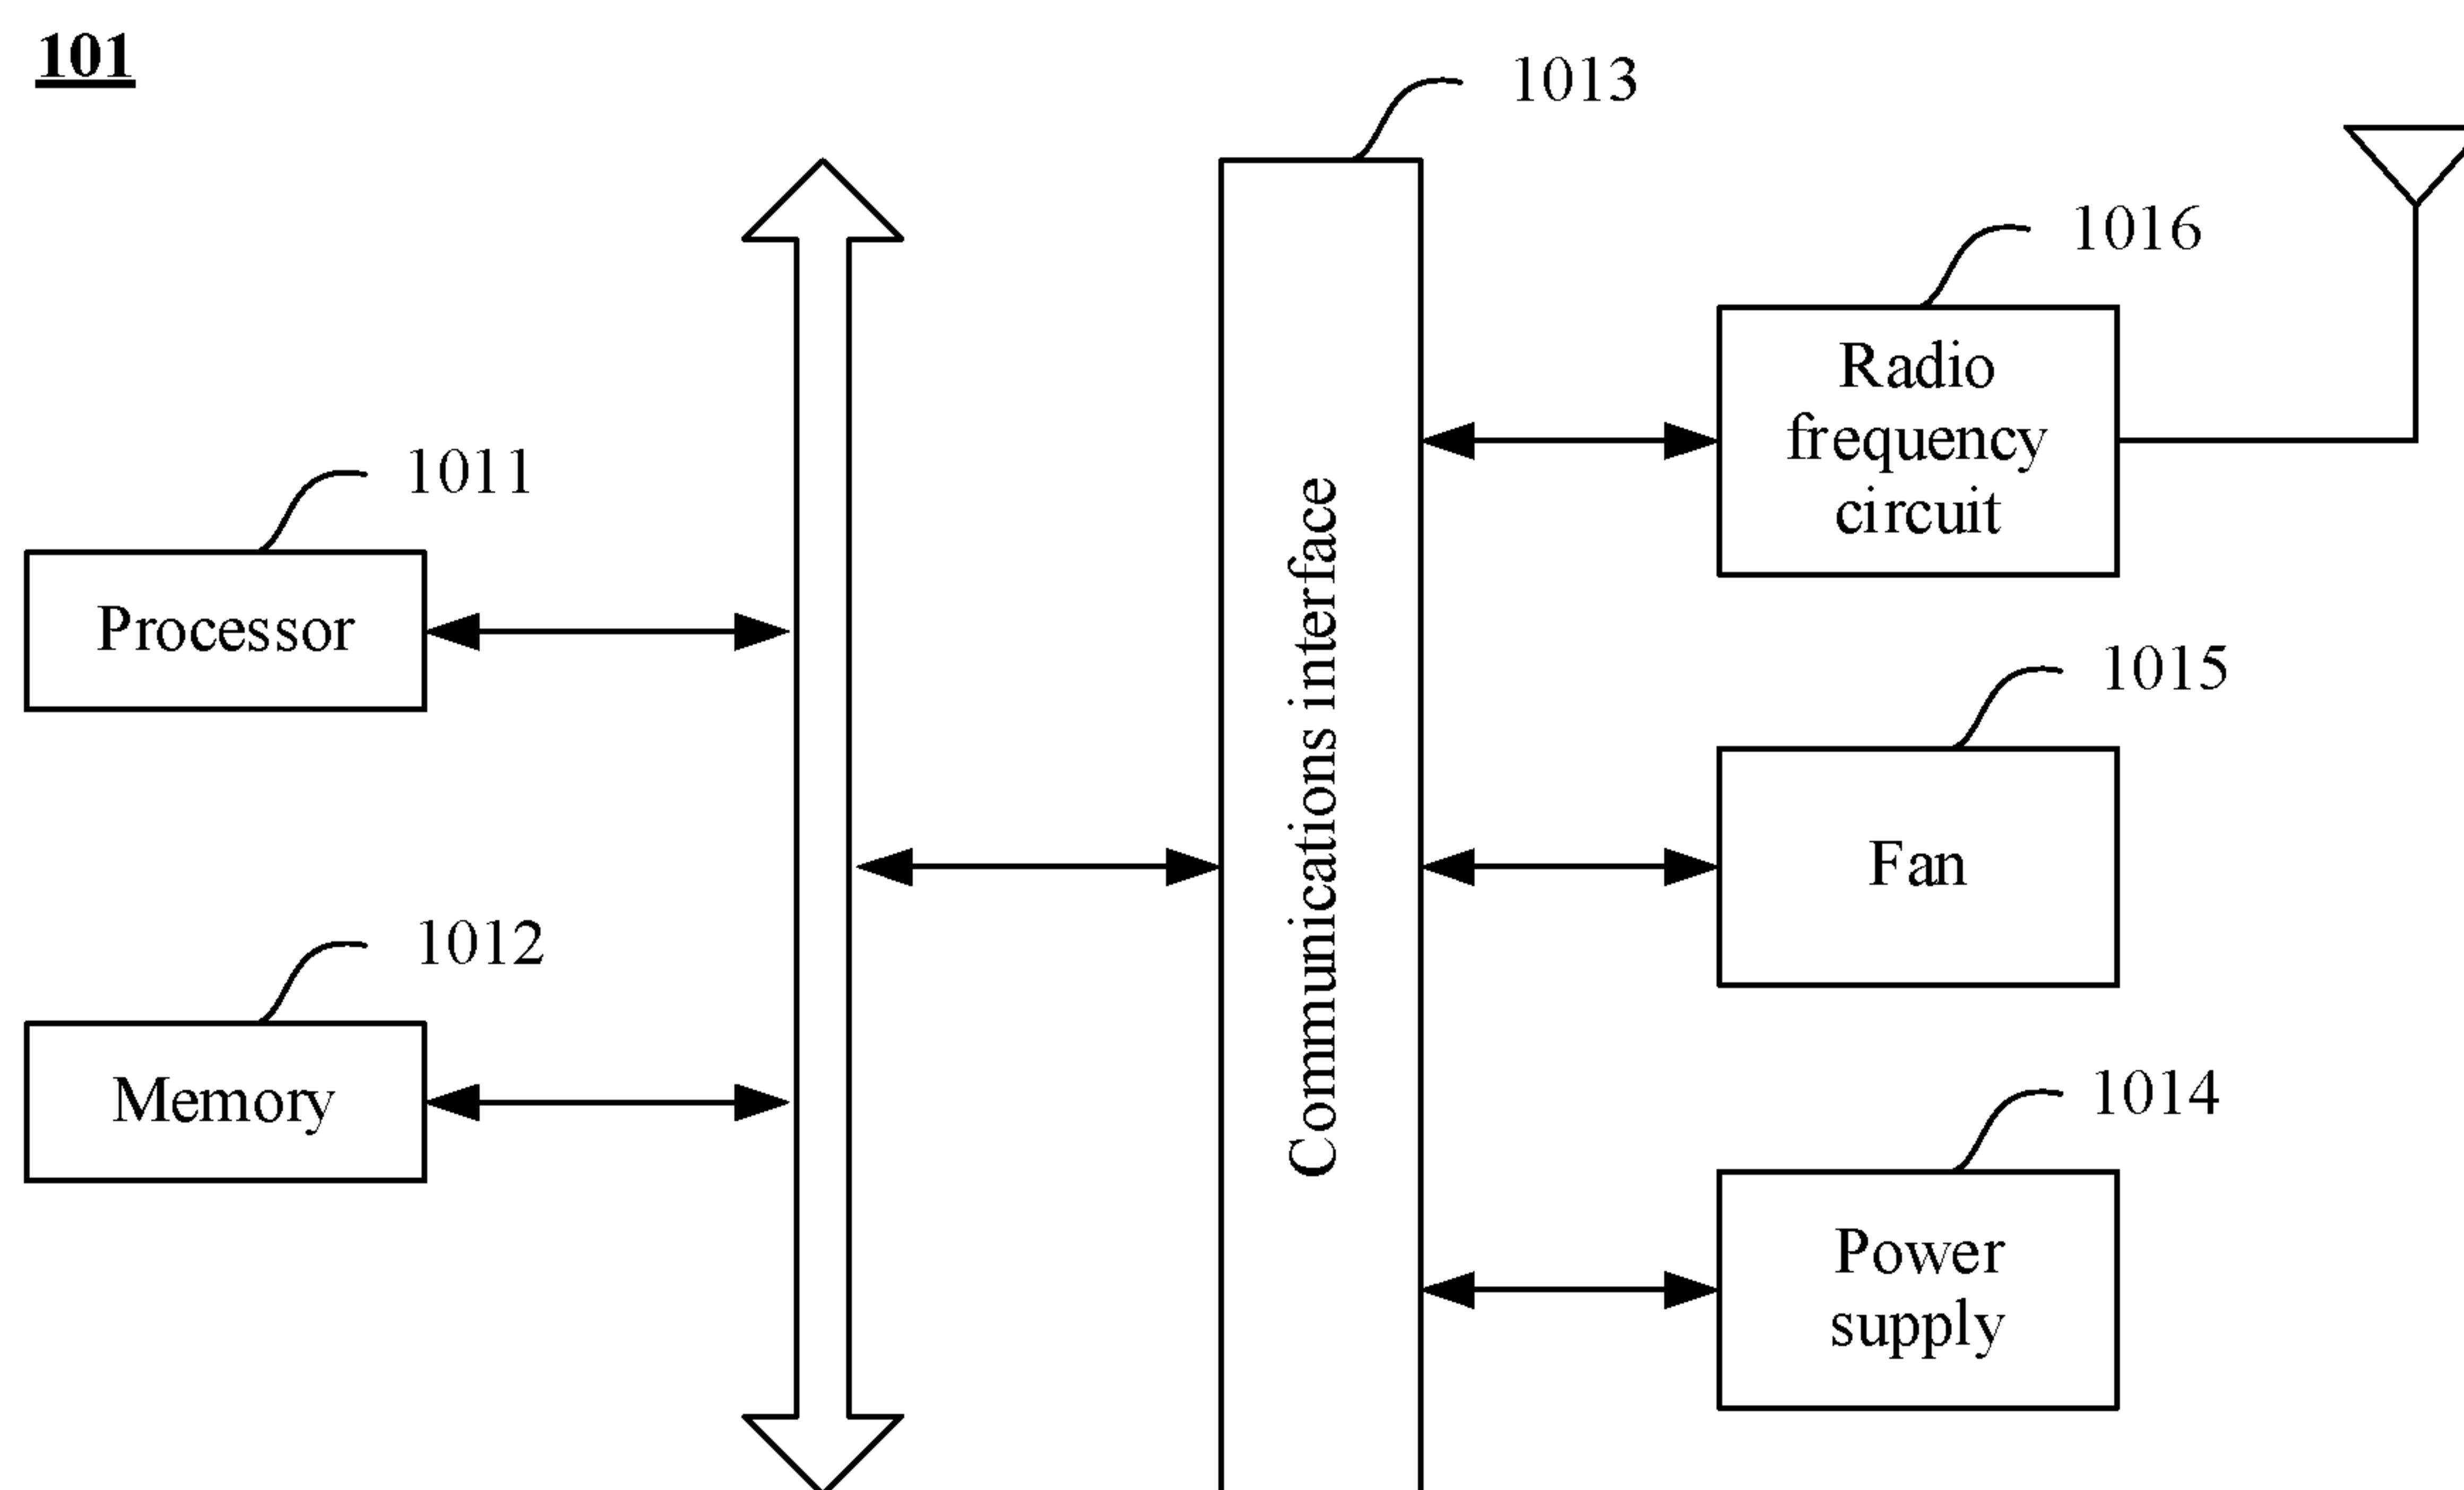 101
1013
1016
Radio
frequency
circuit
1011
Processor
Communications interface
1015
Fan
1012
Memory
1014
Power
supply